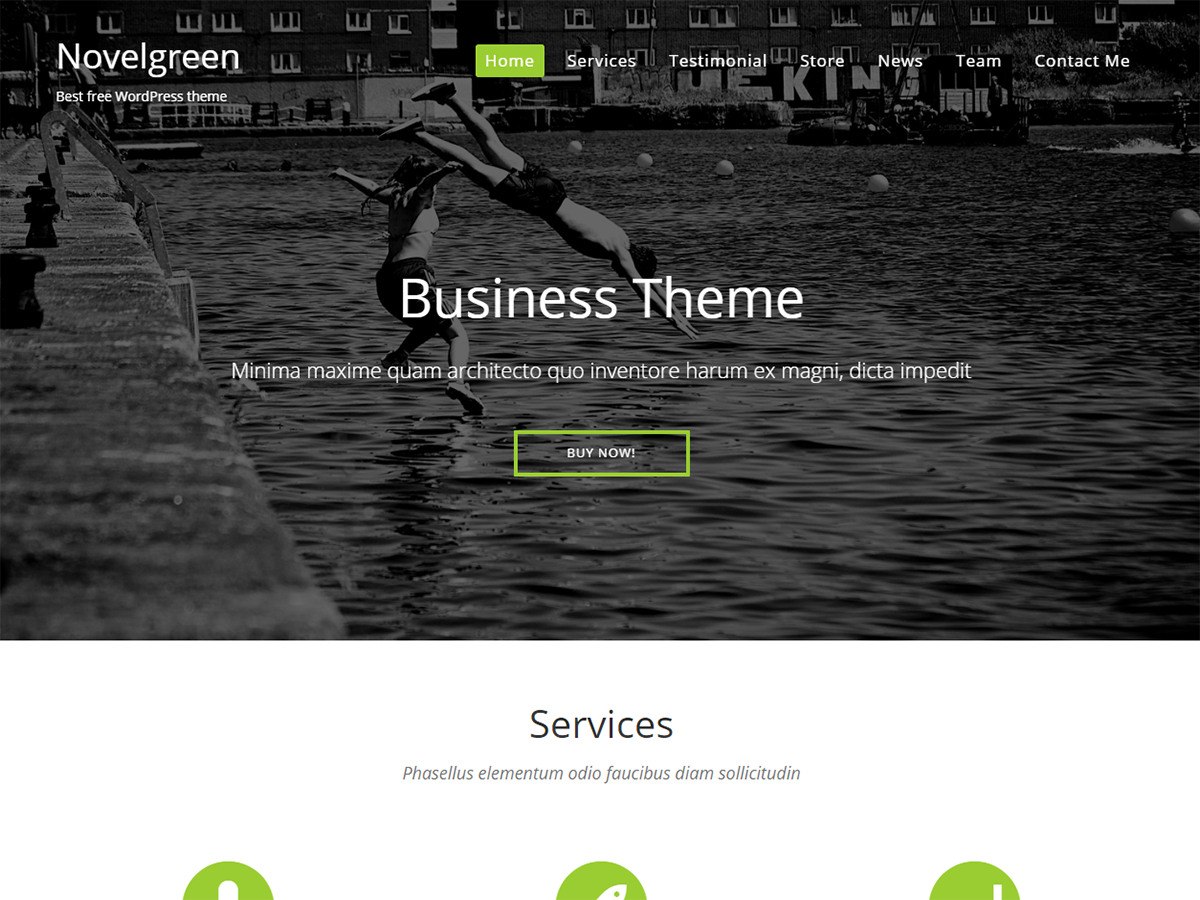 Novelgreen
Best free WordPress theme
Home Services Testimonial Store News Team Contact Me
Business Theme
Minima maxime quam architecto quo inventore harum ex magni, dicta impedit
BUY NOW!
Services
Phasellus elementum odio faucibus diam sollicitudin